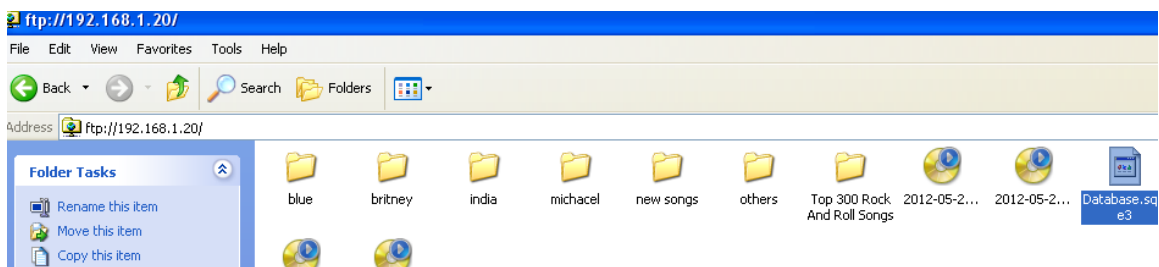 ftp://192.168.1.20/
File Edit View Favorites Tools Help
Back Search Folders
Address ftp://192.168.1.20/
Folder Tasks
Rename this item
Move this item
Copy this item
blue britney india michacel new songs others Top 300 Rock 2012-05-2... 2012-05-2... Database.sq
And Roll Songs e3